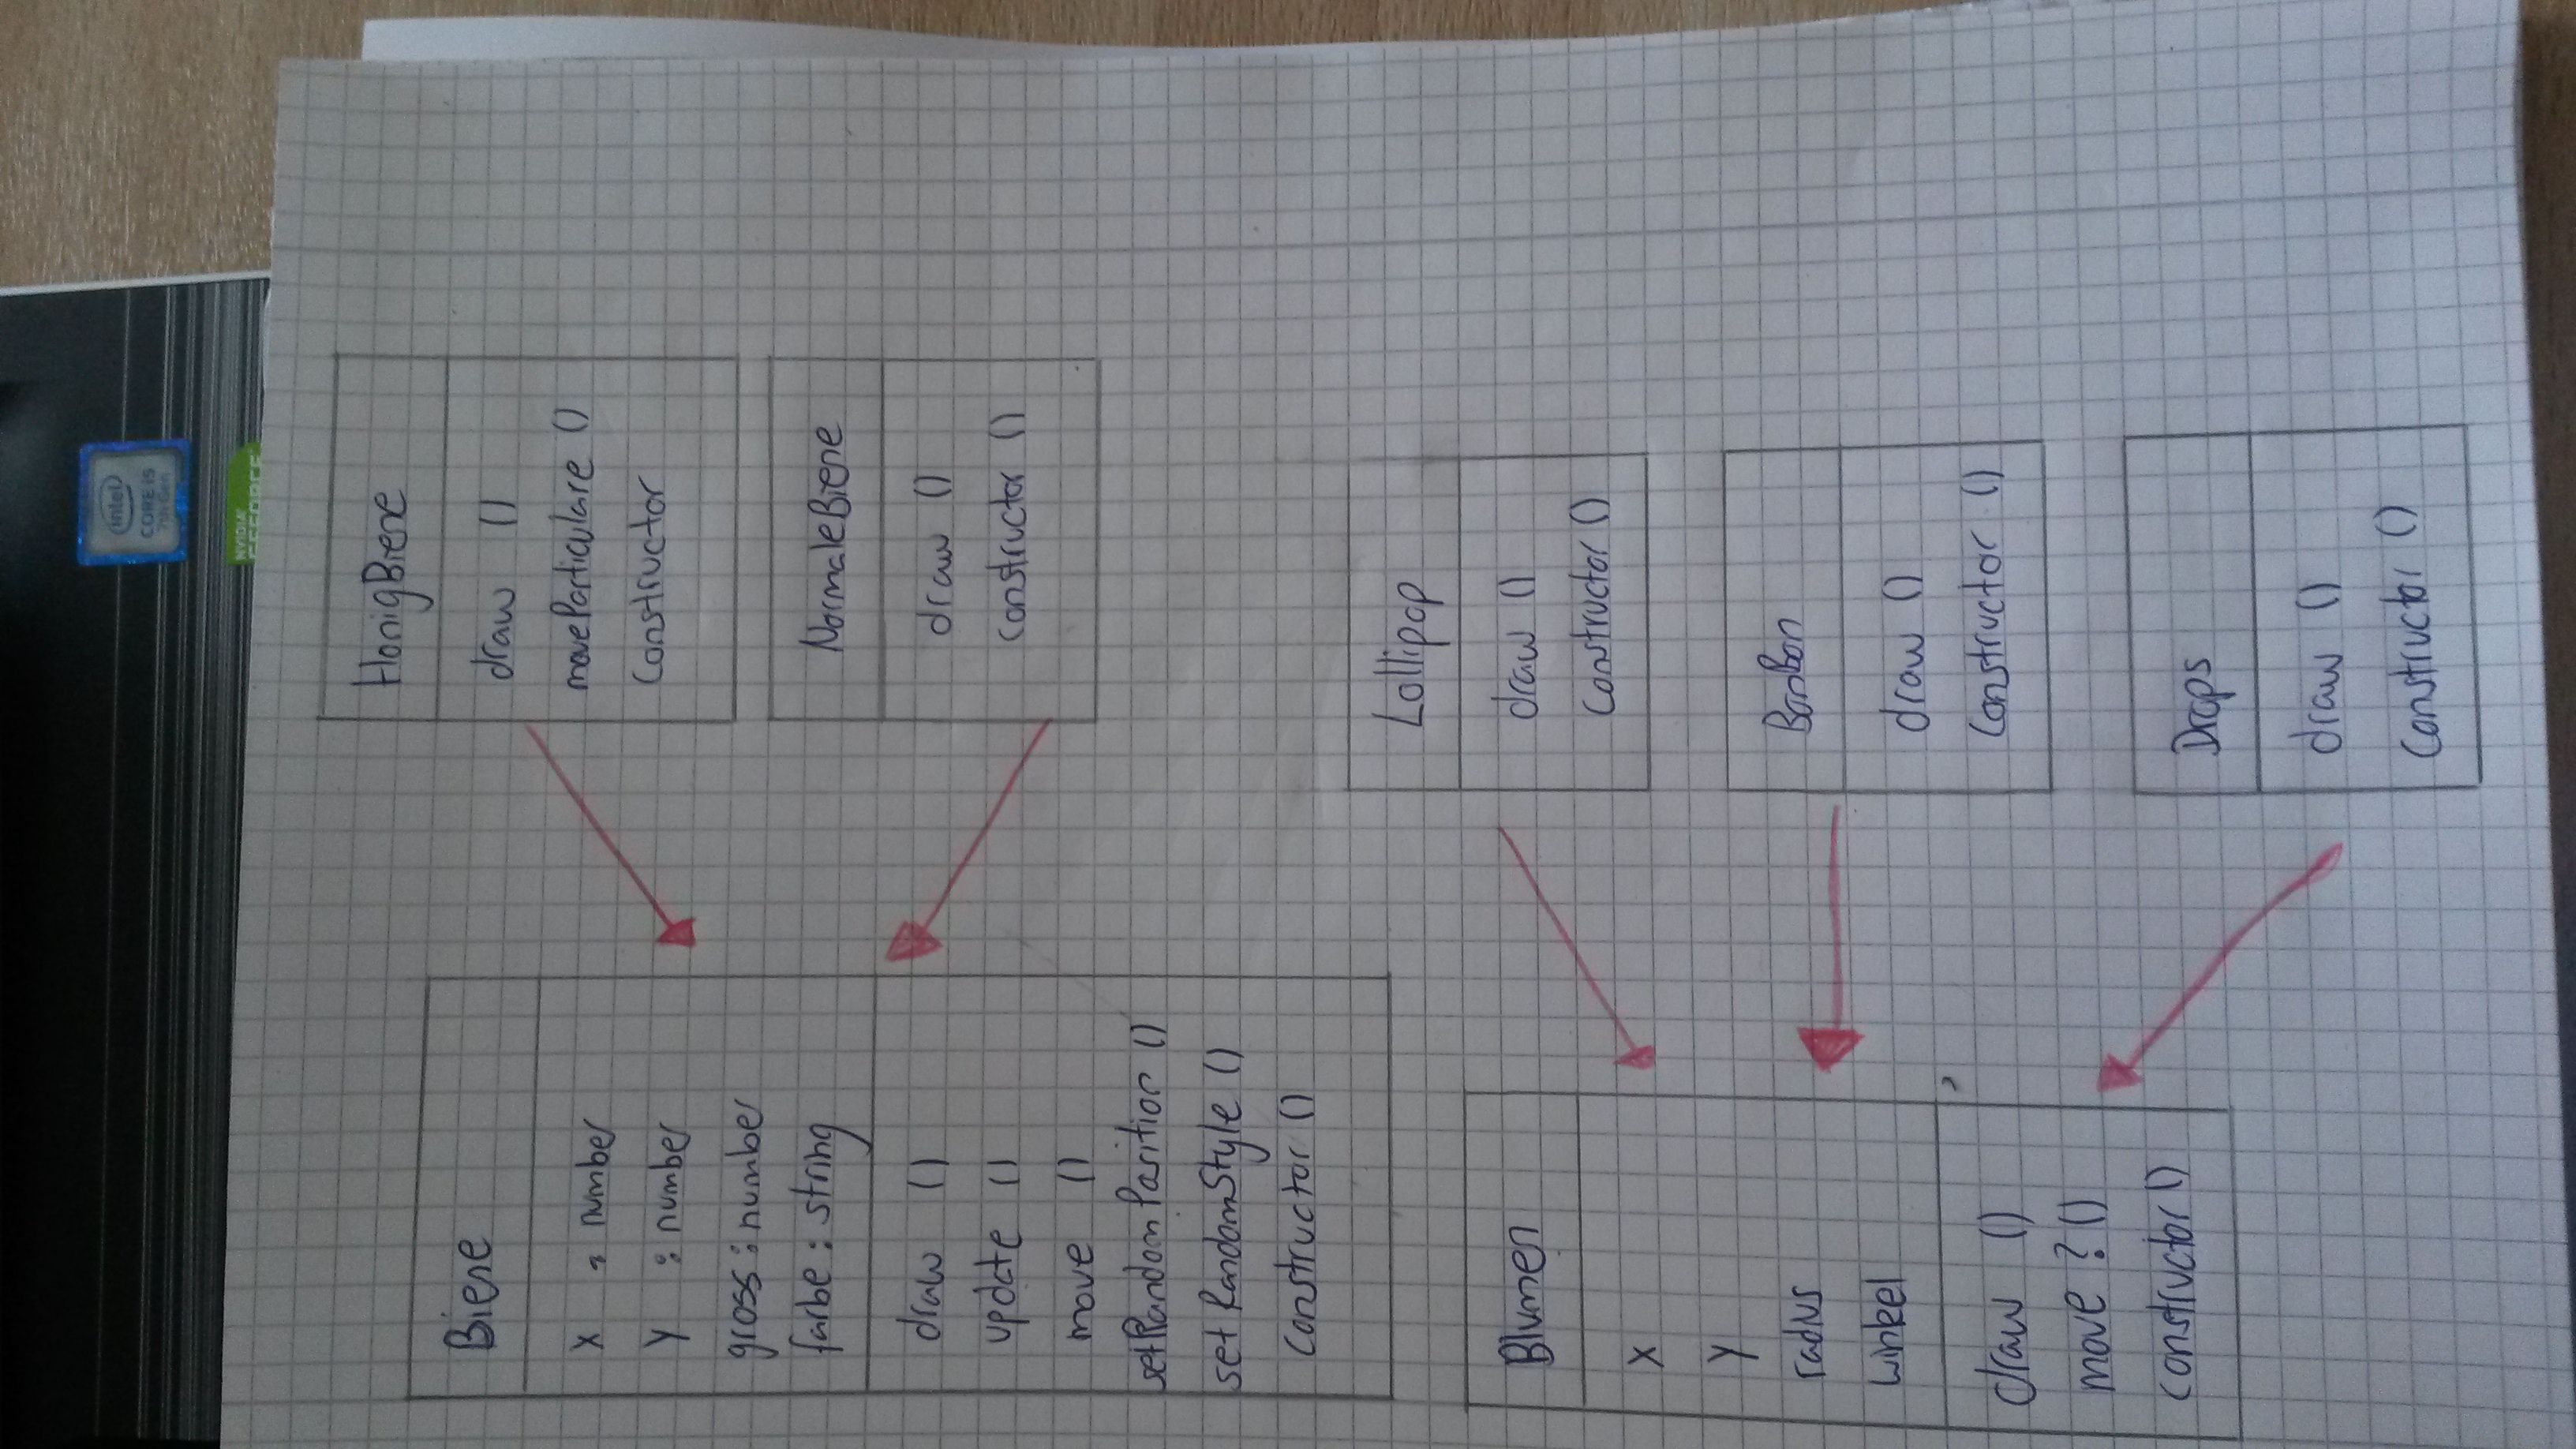 intel
CORE i5
7th Gen
NVIDIA
GEFORCE
Biene
x : number
y : number
gross : number
farbe : string
draw ()
update ()
move ()
setRandomPosition ()
setRandomStyle ()
constructor ()
HonigBiene
draw ()
moveParticulare ()
constructor
NormaleBiene
draw ()
constructor ()
Blumen
x
y
radius
winkel
draw ()
move ? ()
constructor ()
Lollipop
draw ()
constructor ()
BonBon
draw ()
constructor ()
Drops
draw ()
constructor ()